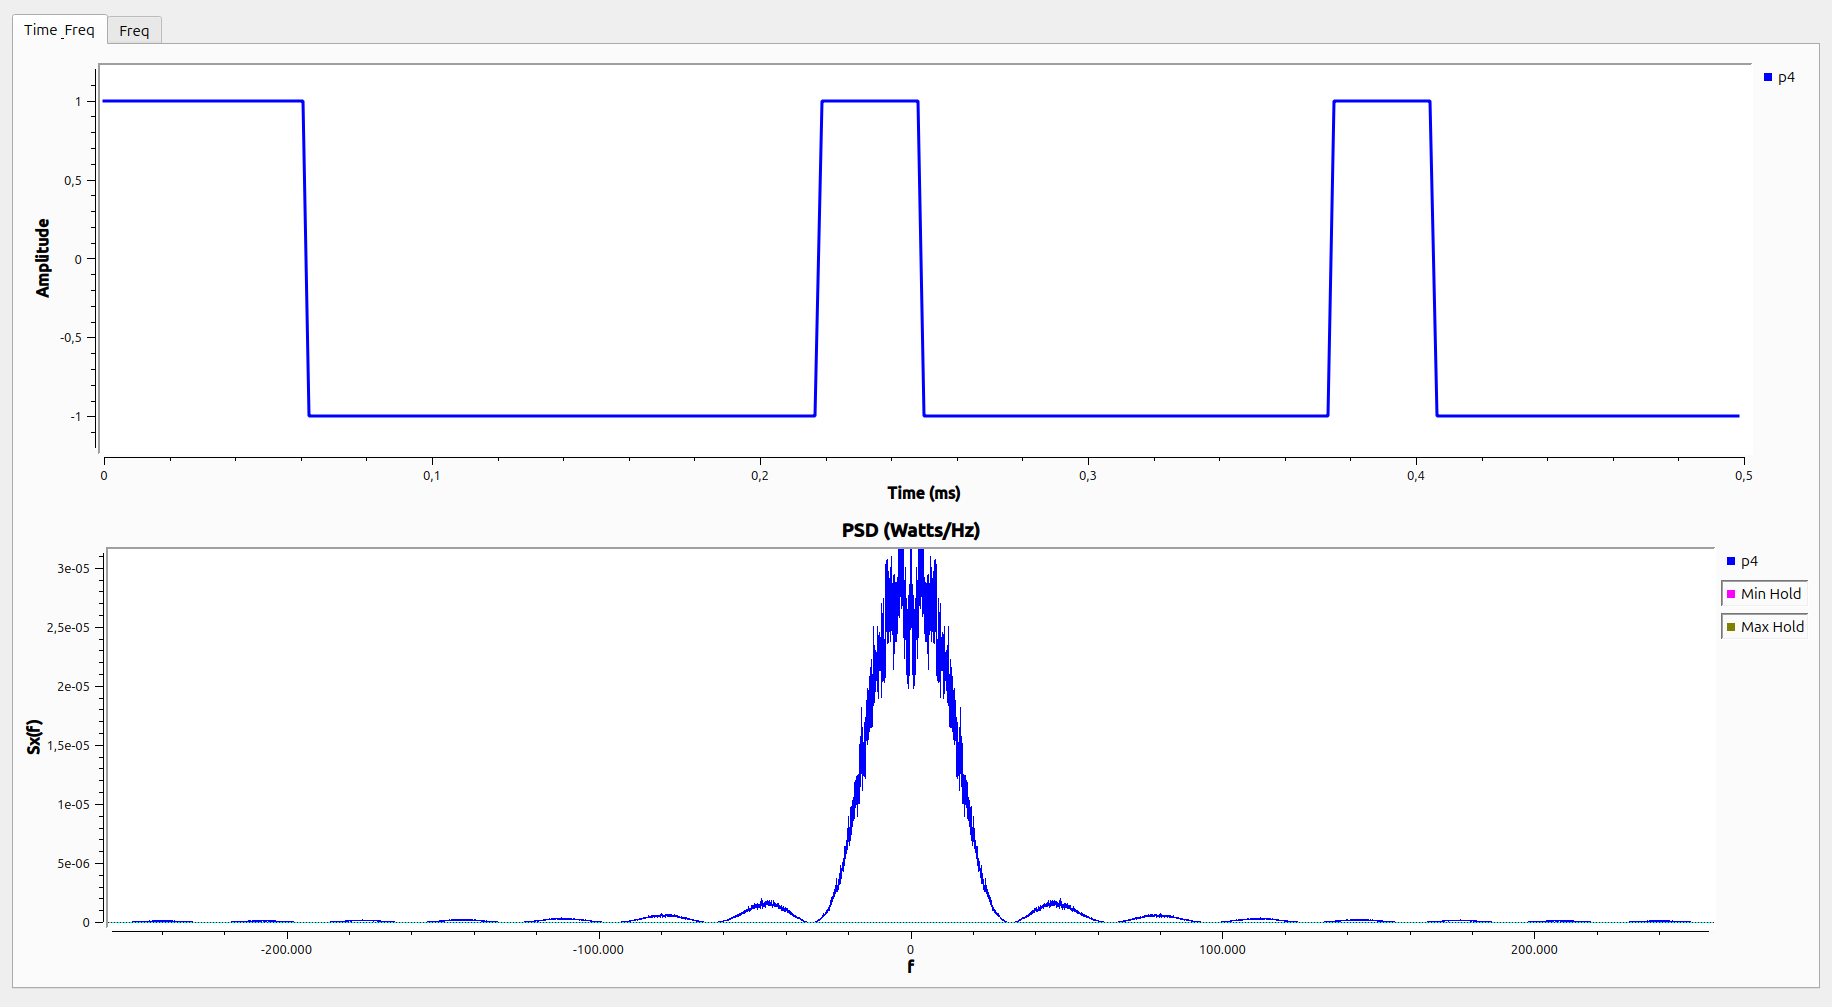 Time_Freq
Freq
p4
1
0,5
0
-0,5
-1
Amplitude
0
0,1
0,2
0,3
0,4
0,5
Time (ms)
PSD (Watts/Hz)
p4
Min Hold
Max Hold
3e-05
2,5e-05
2e-05
1,5e-05
1e-05
5e-06
0
Sx(f)
-200.000
-100.000
0
100.000
200.000
f